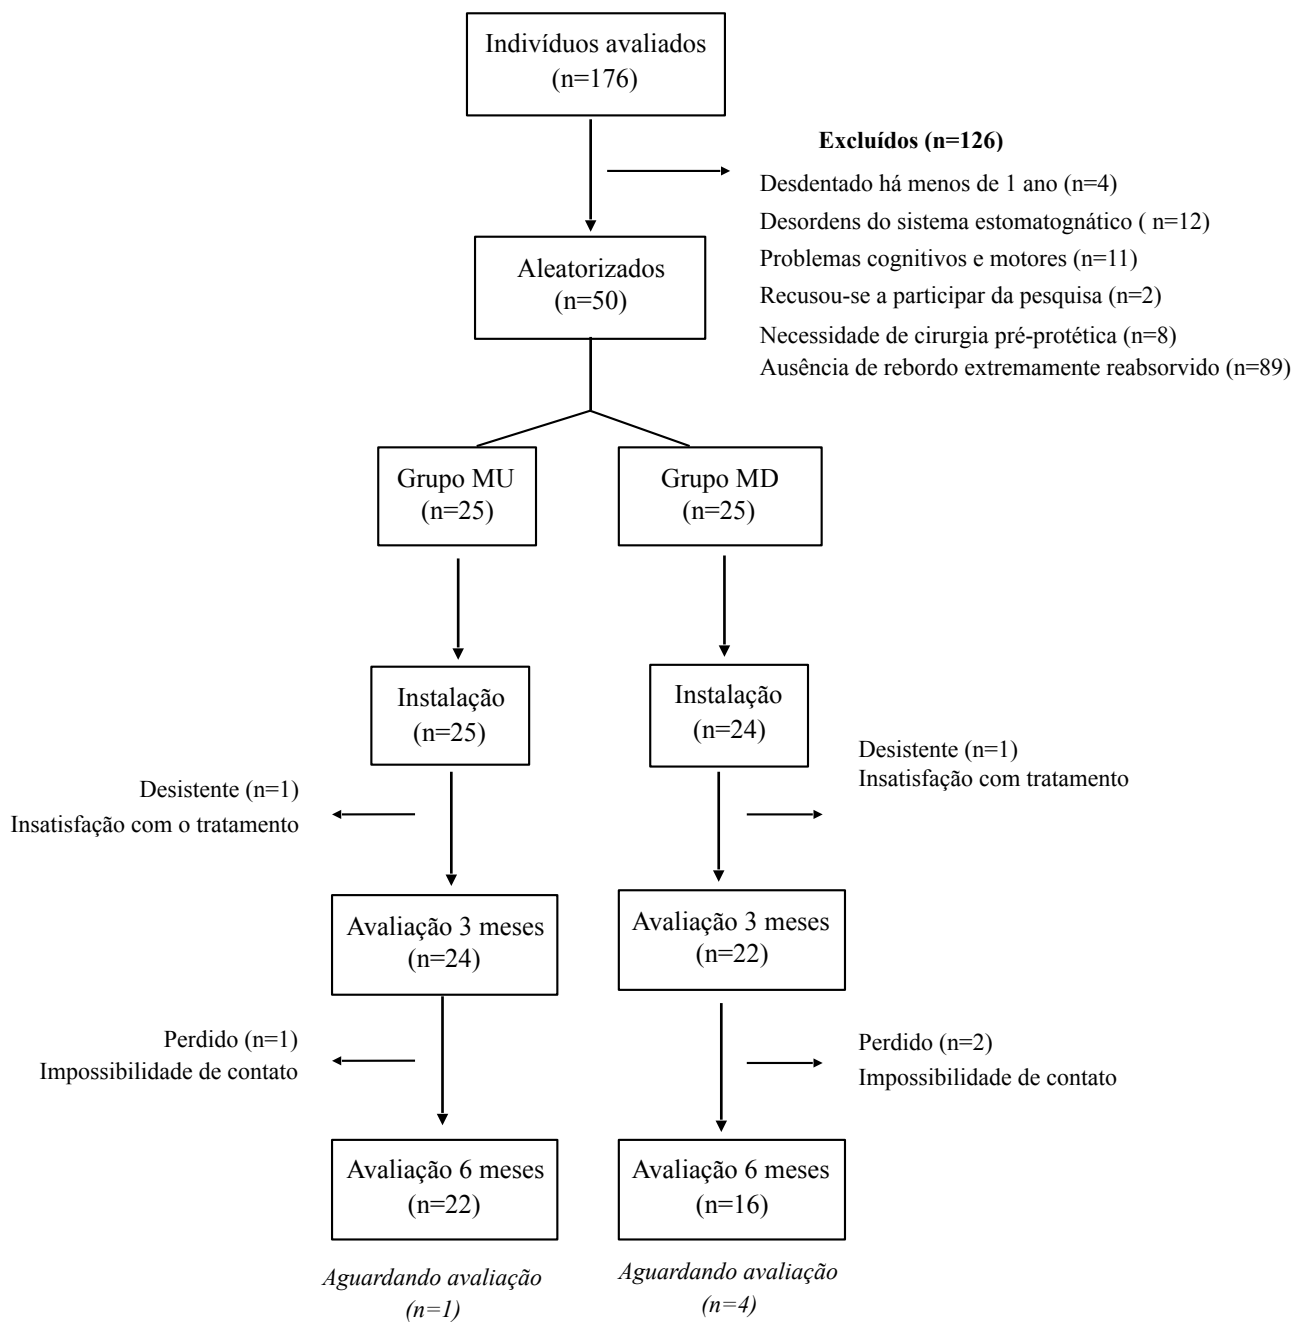 Indivíduos avaliados
(n=176)
Excluídos (n=126)
Desdentado há menos de 1 ano (n=4)
Desordens do sistema estomatognático ( n=12)
Problemas cognitivos e motores (n=11)
Recusou-se a participar da pesquisa (n=2)
Necessidade de cirurgia pré-protética (n=8)
Ausência de rebordo extremamente reabsorvido (n=89)
Aleatorizados
(n=50)
Grupo MU
(n=25)
Grupo MD
(n=25)
Instalação
(n=25)
Instalação
(n=24)
Desistente (n=1)
Insatisfação com o tratamento
Desistente (n=1)
Insatisfação com tratamento
Avaliação 3 meses
(n=24)
Avaliação 3 meses
(n=22)
Perdido (n=1)
Impossibilidade de contato
Perdido (n=2)
Impossibilidade de contato
Avaliação 6 meses
(n=22)
Avaliação 6 meses
(n=16)
Aguardando avaliação
(n=1)
Aguardando avaliação
(n=4)